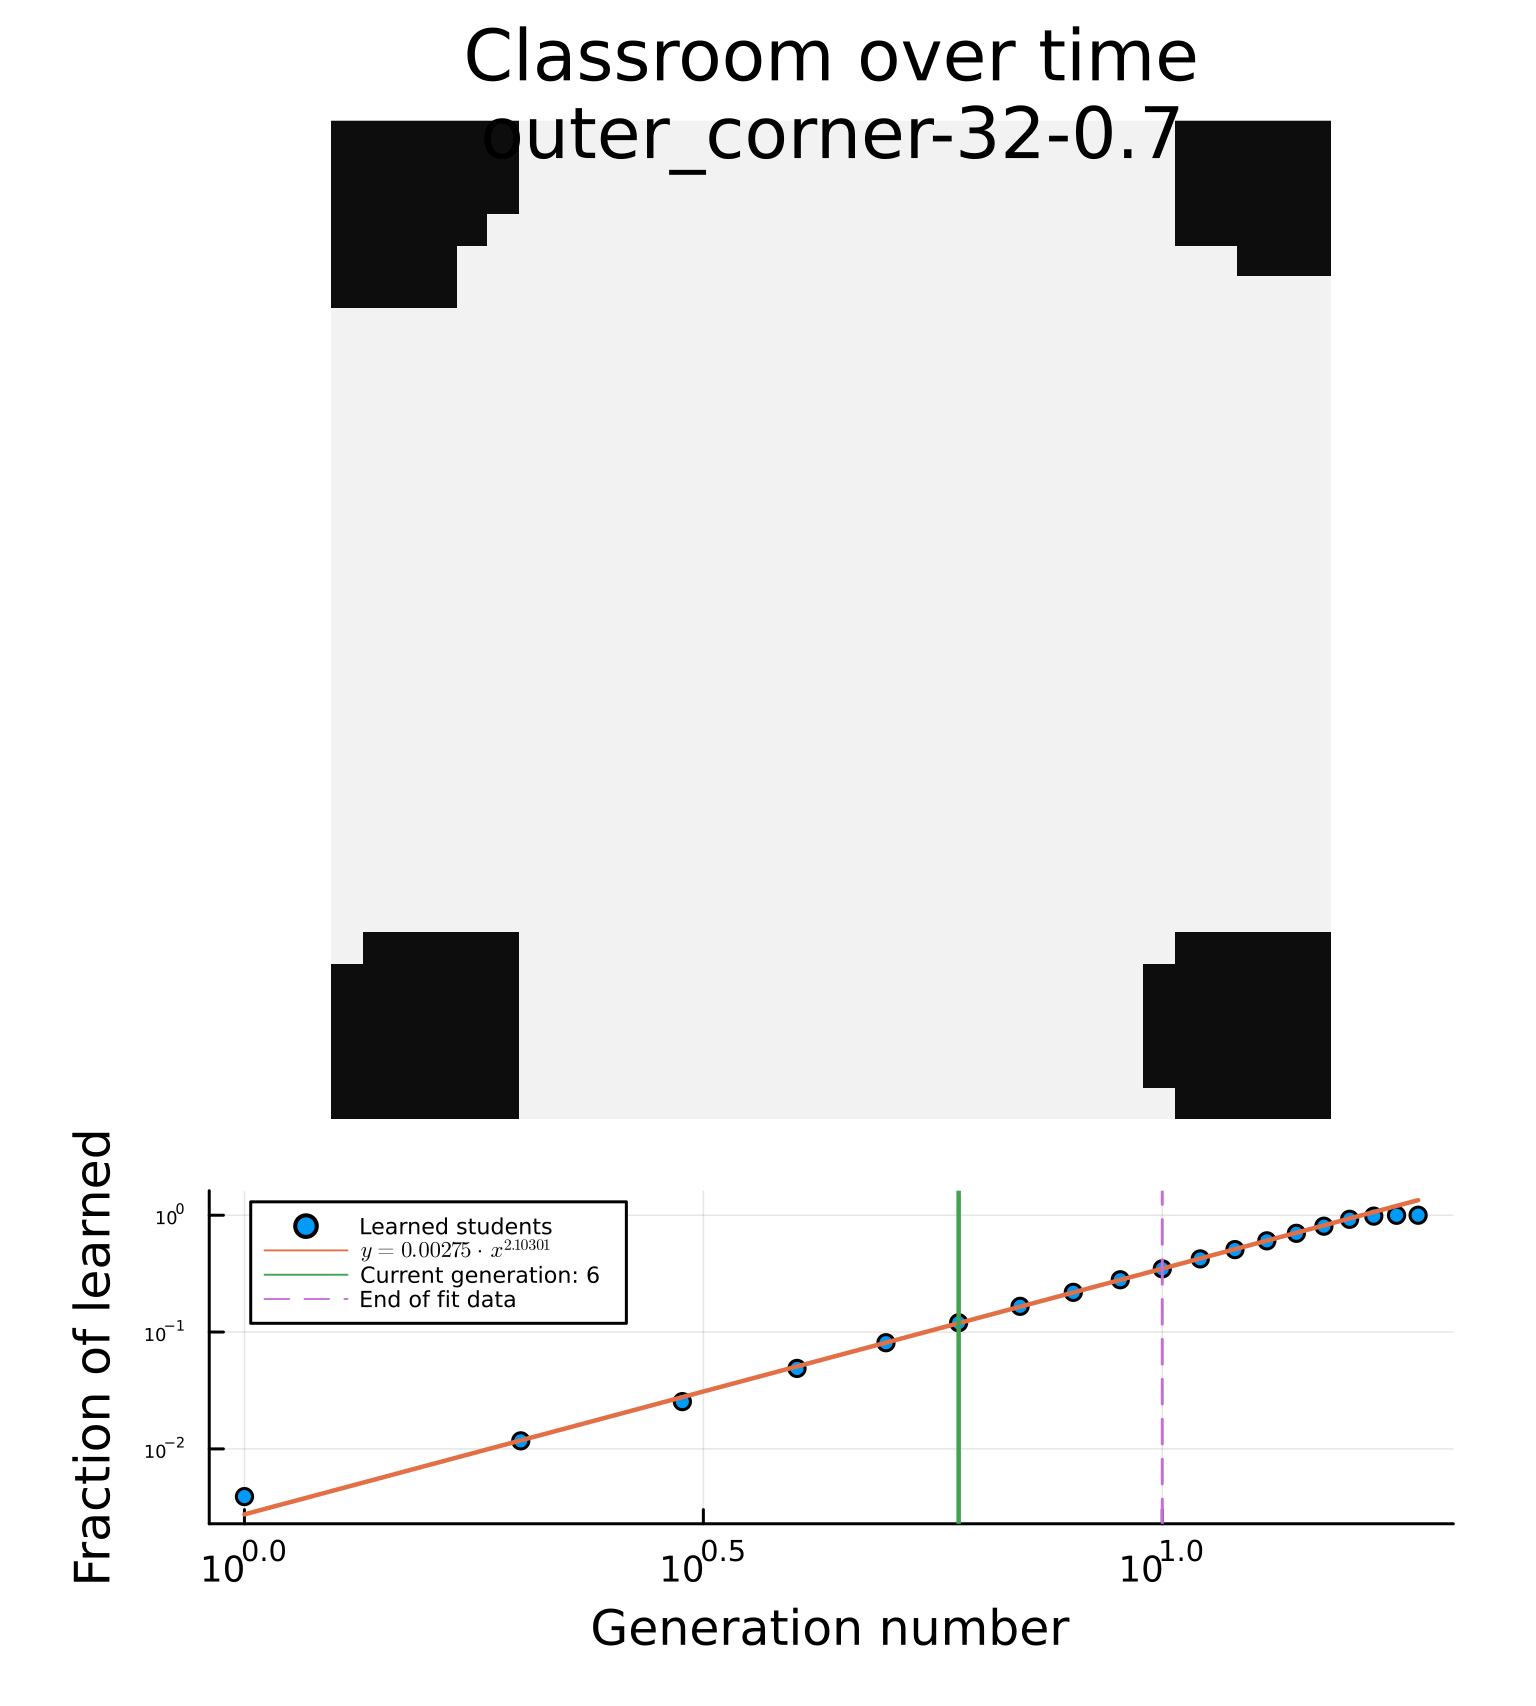 Classroom over time
outer_corner-32-0.7
Fraction of learned
10⁰
10⁻¹
10⁻²
Learned students
y = 0.00275 · x^2.10301
Current generation: 6
End of fit data
10^0.0
10^0.5
10^1.0
Generation number